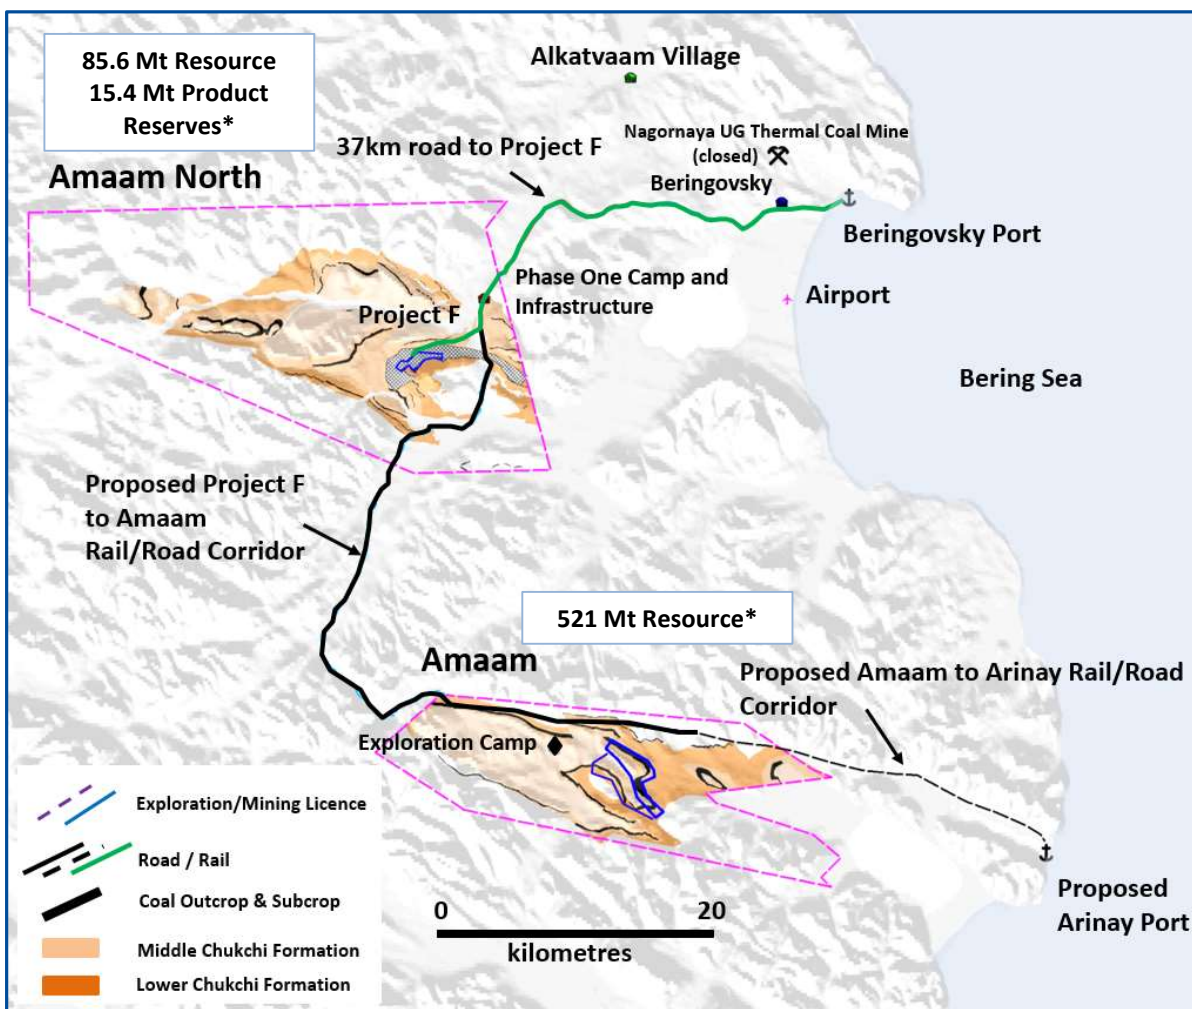 85.6 Mt Resource
15.4 Mt Product
Reserves*
Alkatvaam Village
Nagornaya UG Thermal Coal Mine
(closed)
37km road to Project F
Beringovsky
Amaam North
Beringovsky Port
Phase One Camp and
Infrastructure
Airport
Project F
Bering Sea
Proposed Project F
to Amaam
Rail/Road Corridor
521 Mt Resource*
Amaam
Proposed Amaam to Arinay Rail/Road
Corridor
Exploration Camp
Exploration/Mining Licence
Road / Rail
Coal Outcrop & Subcrop
Middle Chukchi Formation
Lower Chukchi Formation
0 20
kilometres
Proposed
Arinay Port